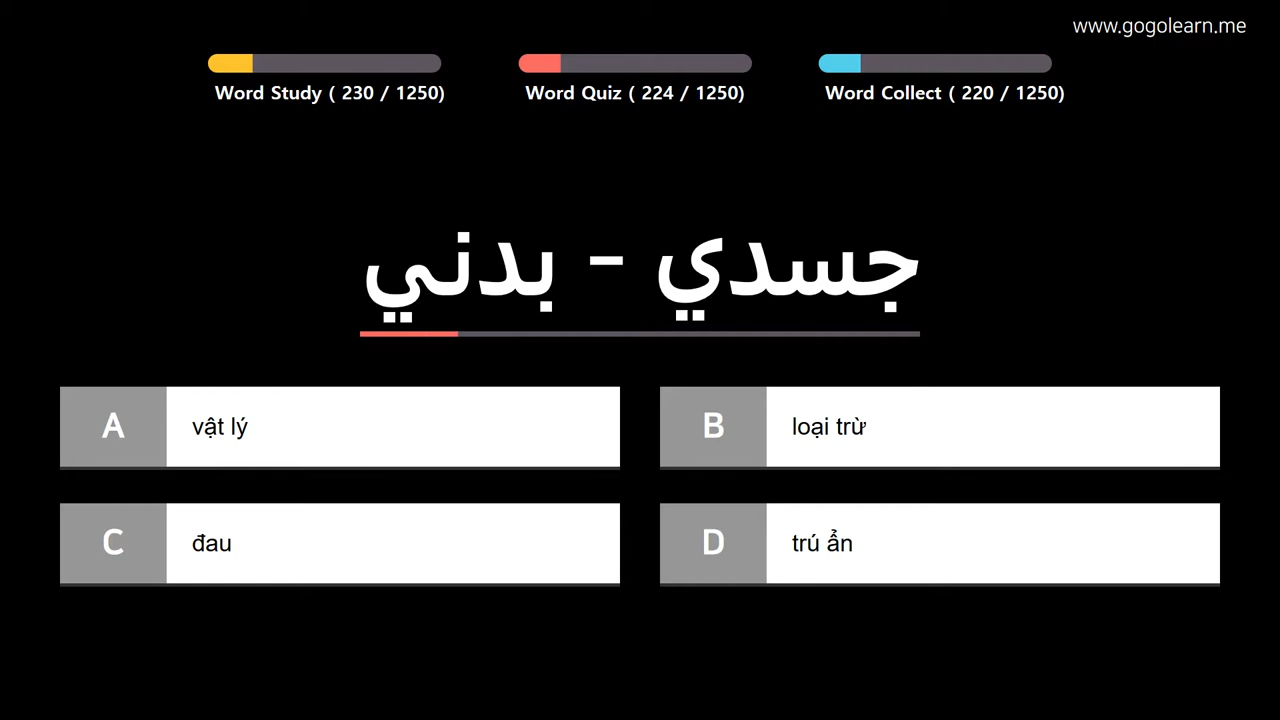 www.gogolearn.me
Word Study ( 230 / 1250)
Word Quiz ( 224 / 1250)
Word Collect ( 220 / 1250)
جسدي - بدني
A vật lý
B loại trừ
C đau
D trú ẩn